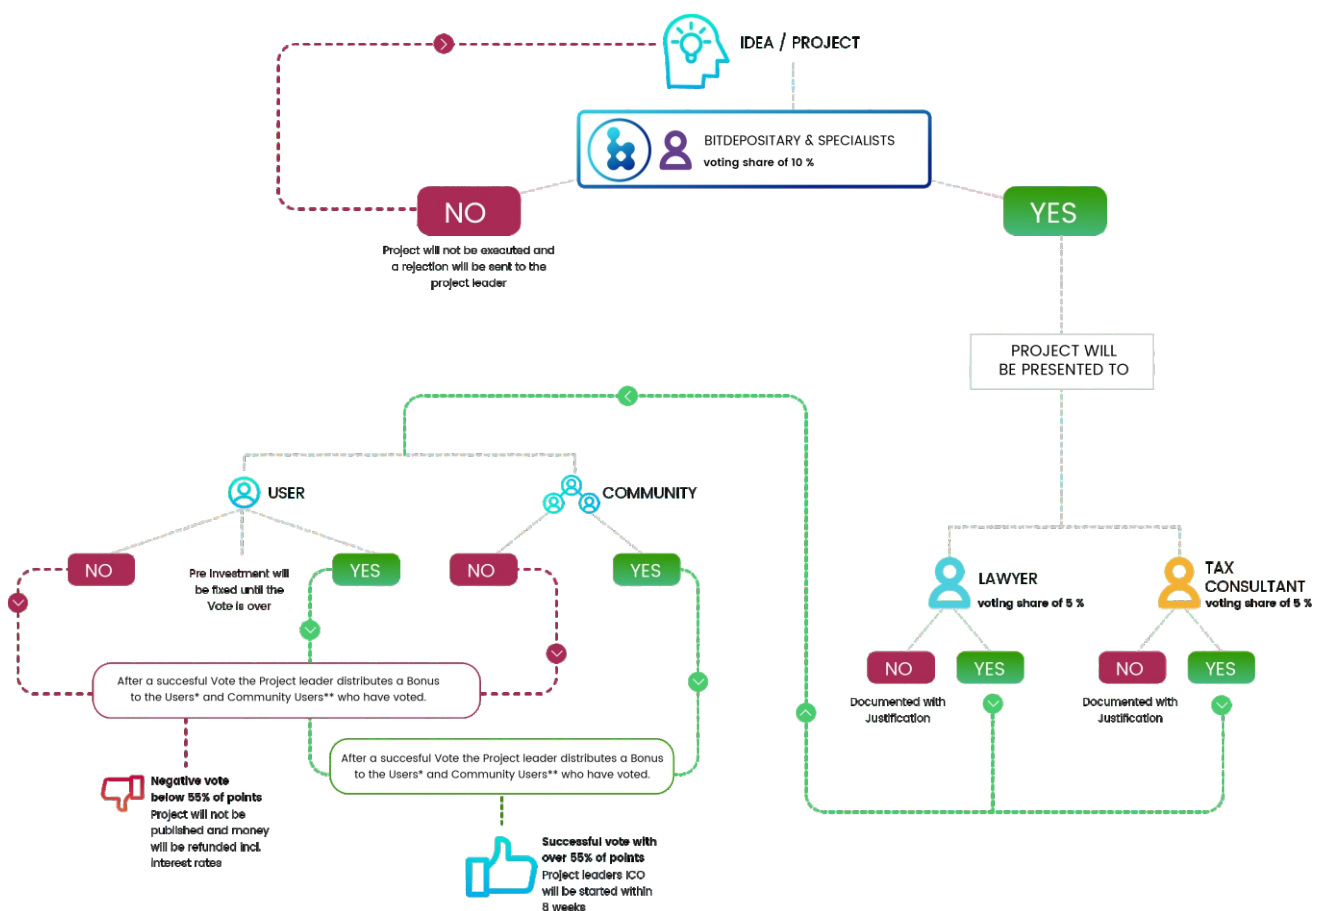 IDEA / PROJECT
BITDEPOSITARY & SPECIALISTS
voting share of 10 %
NO
YES
Project will not be executed and
a rejection will be sent to the
project leader
PROJECT WILL
BE PRESENTED TO
USER
COMMUNITY
NO
Pre Investment will
be fixed until the
Vote is over
YES
NO
YES
LAWYER
voting share of 5 %
TAX
CONSULTANT
voting share of 5 %
NO
YES
NO
YES
Documented with
Justification
Documented with
Justification
After a succesful Vote the Project leader distributes a Bonus
to the Users* and Community Users** who have voted.
After a succesful Vote the Project leader distributes a Bonus
to the Users* and Community Users** who have voted.
Negative vote
below 55% of points
Project will not be
published and money
will be refunded incl.
interest rates
Successful vote with
over 55% of points
Project leaders ICO
will be started within
8 weeks